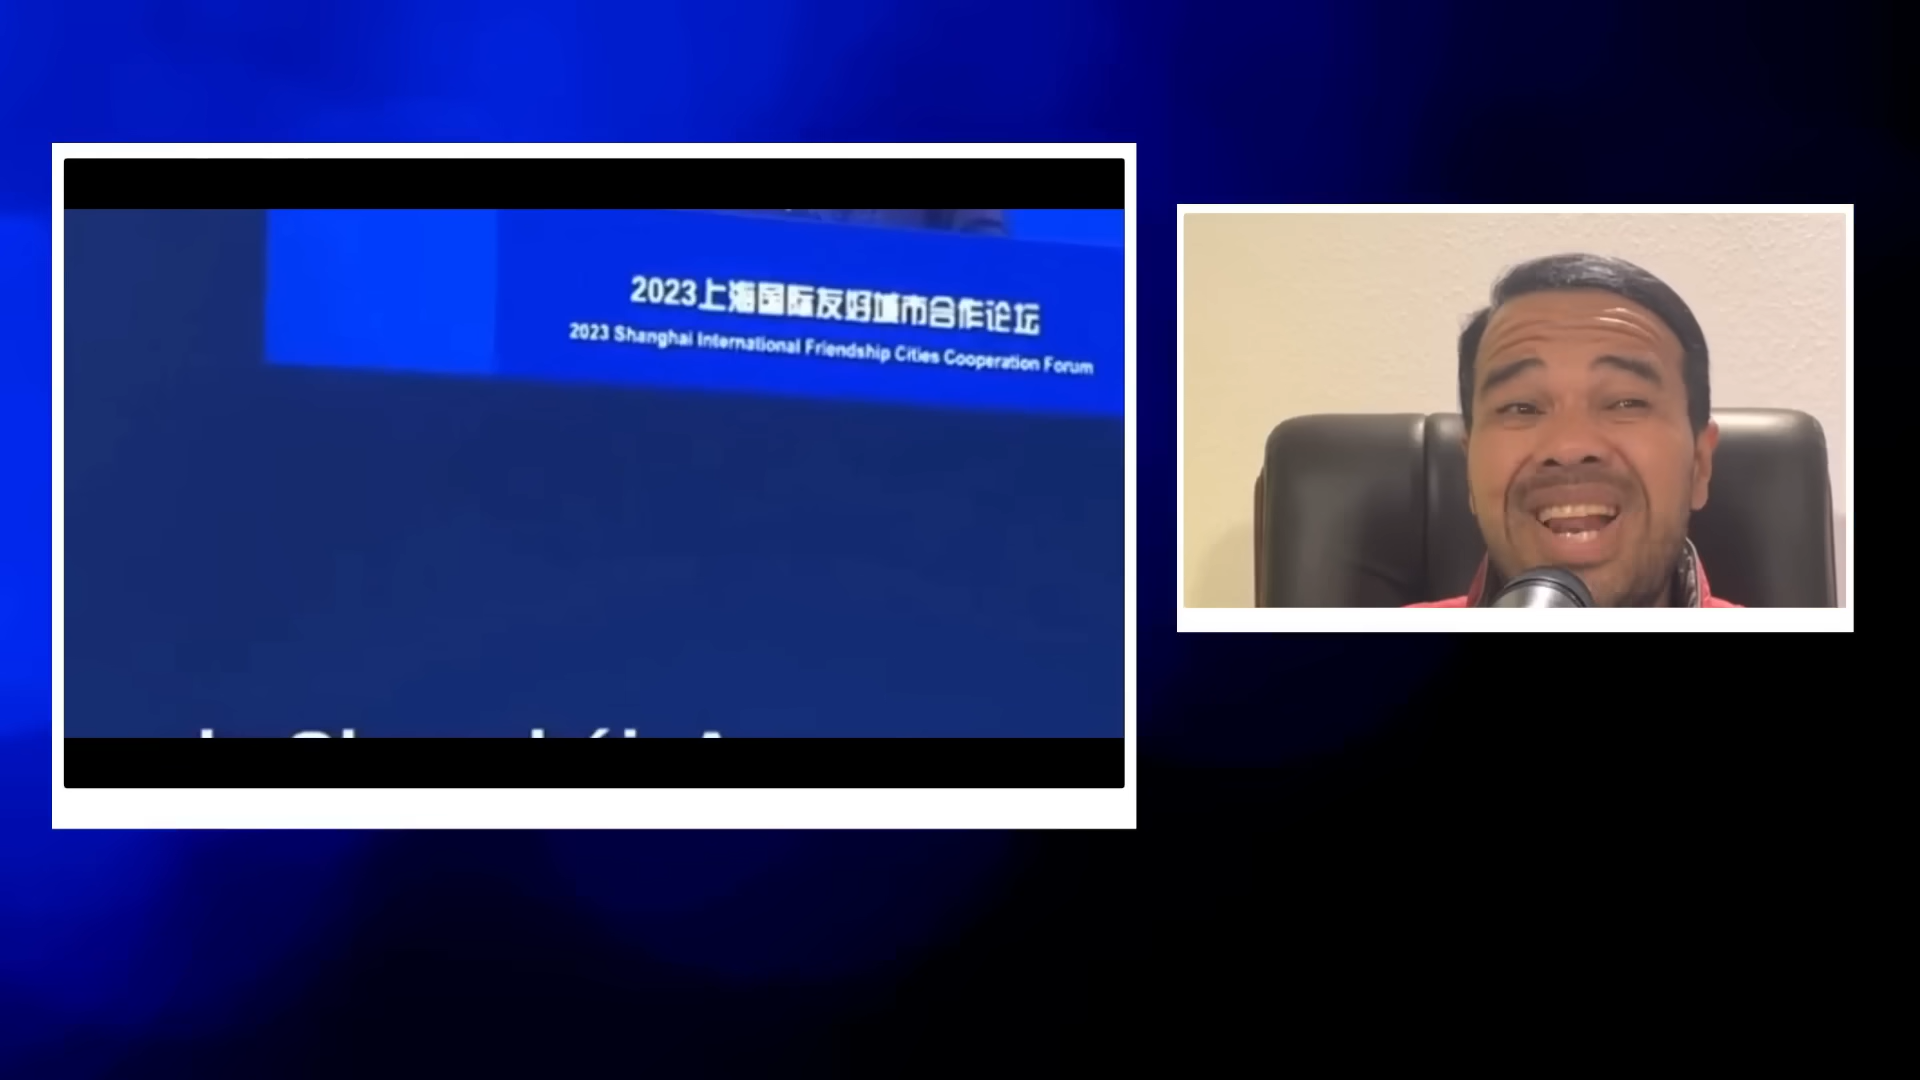 2023上海国际友好城市合作论坛
2023 Shanghai International Friendship Cities Cooperation Forum